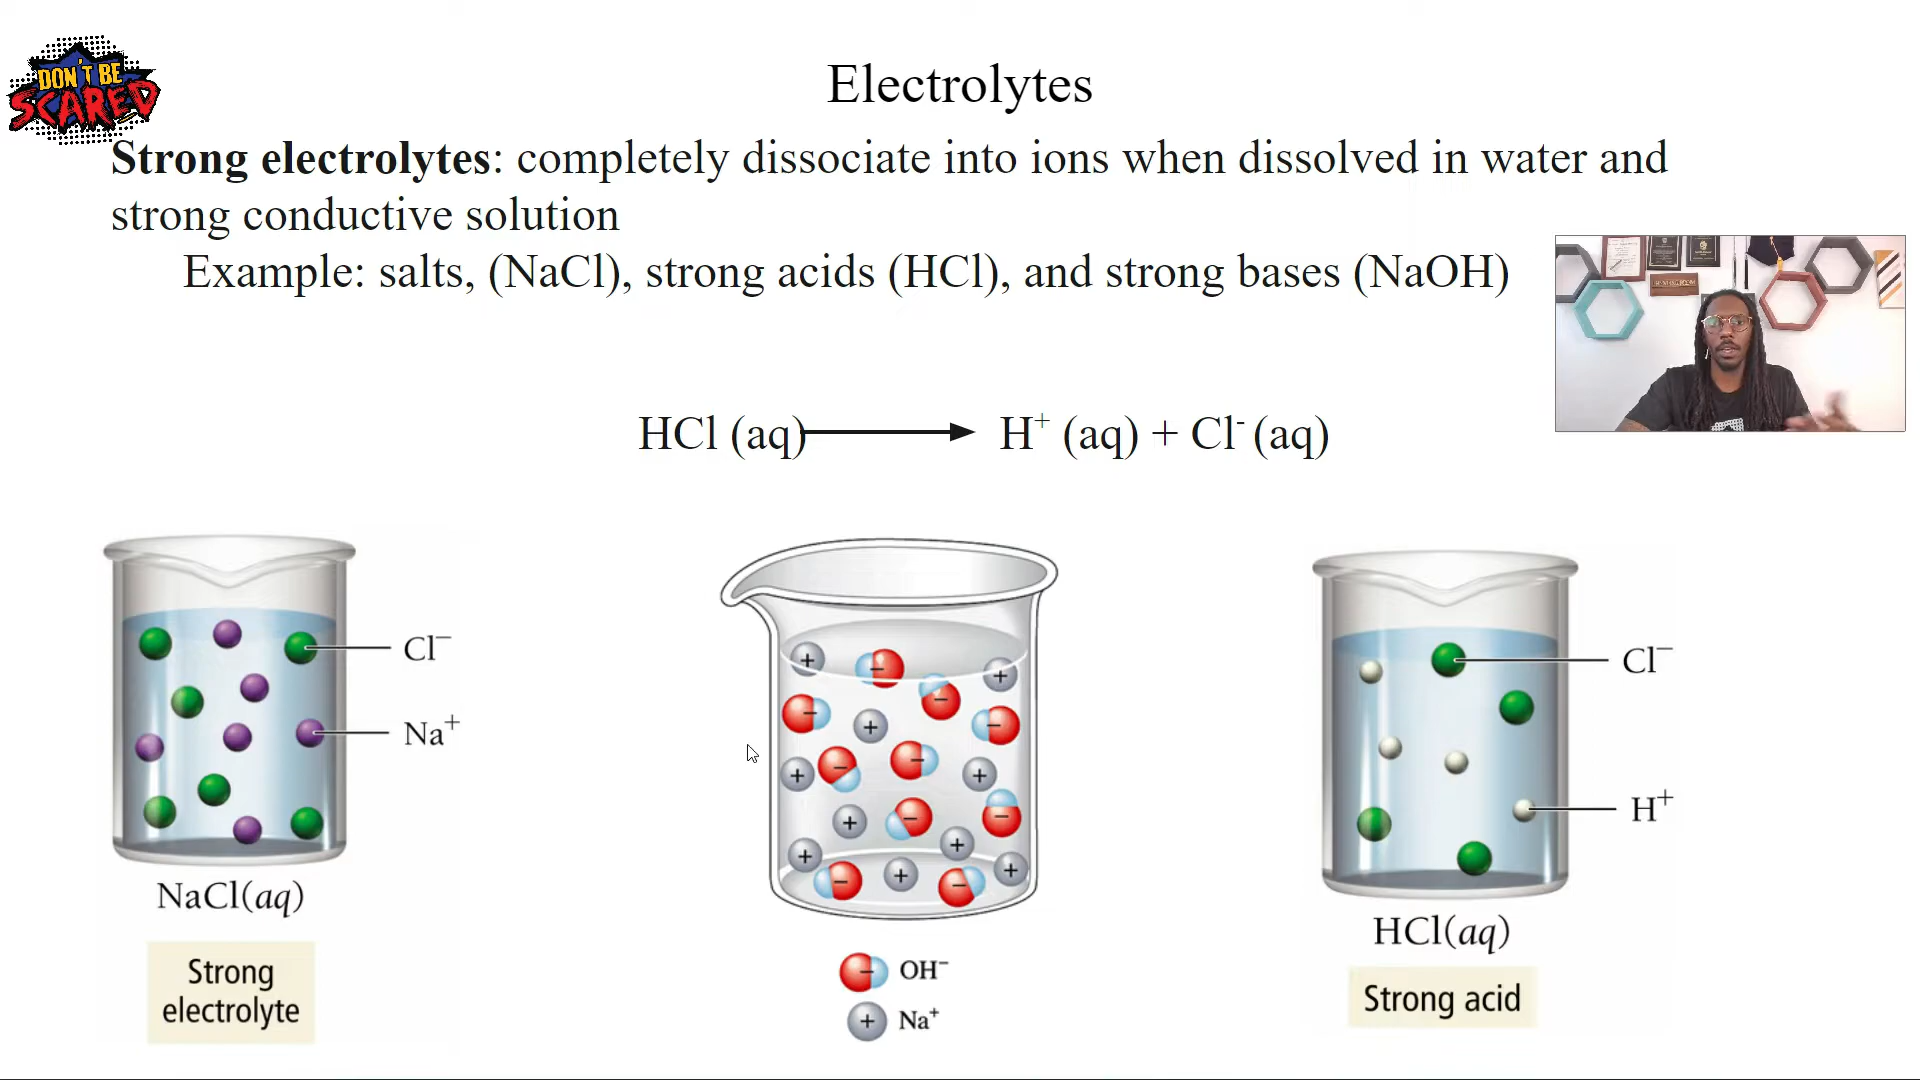 DON'T BE
SCARED
Electrolytes
Strong electrolytes: completely dissociate into ions when dissolved in water and
strong conductive solution
Example: salts, (NaCl), strong acids (HCl), and strong bases (NaOH)
HCl (aq) → H⁺ (aq) + Cl⁻ (aq)
Cl⁻
Na⁺
NaCl(aq)
Strong
electrolyte
OH⁻
Na⁺
Cl⁻
H⁺
HCl(aq)
Strong acid